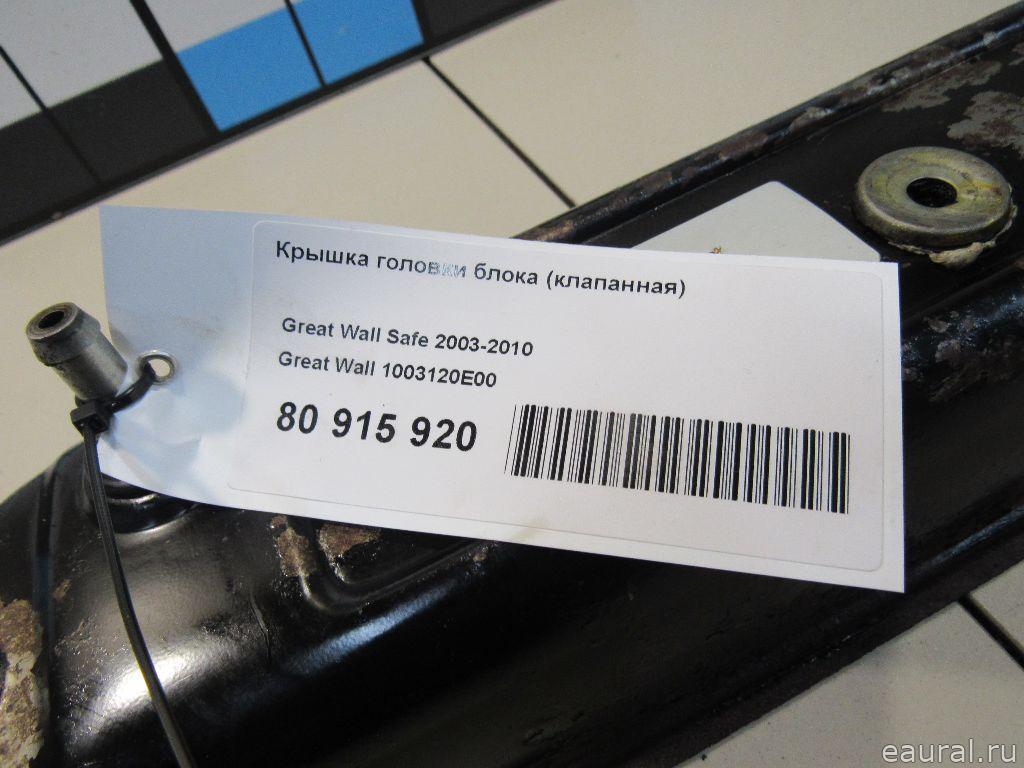 Крышка головки блока (клапанная)
Great Wall Safe 2003-2010
Great Wall 1003120E00
80 915 920
eaural.ru